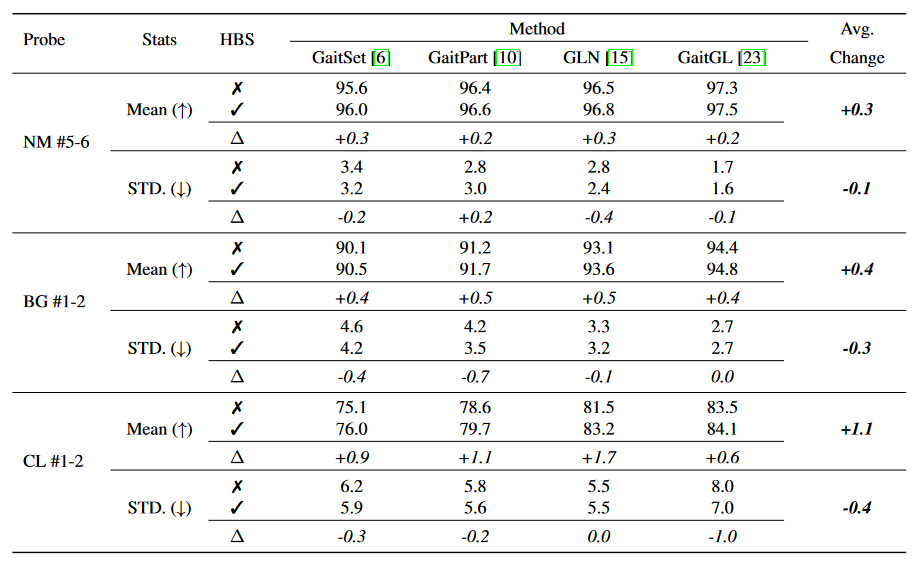 Probe Stats HBS Method Avg. Change
GaitSet [6] GaitPart [10] GLN [15] GaitGL [23]
NM #5-6 Mean (↑) ✗ 95.6 96.4 96.5 97.3 +0.3
✓ 96.0 96.6 96.8 97.5
Δ +0.3 +0.2 +0.3 +0.2
STD. (↓) ✗ 3.4 2.8 2.8 1.7 -0.1
✓ 3.2 3.0 2.4 1.6
Δ -0.2 +0.2 -0.4 -0.1
BG #1-2 Mean (↑) ✗ 90.1 91.2 93.1 94.4 +0.4
✓ 90.5 91.7 93.6 94.8
Δ +0.4 +0.5 +0.5 +0.4
STD. (↓) ✗ 4.6 4.2 3.3 2.7 -0.3
✓ 4.2 3.5 3.2 2.7
Δ -0.4 -0.7 -0.1 0.0
CL #1-2 Mean (↑) ✗ 75.1 78.6 81.5 83.5 +1.1
✓ 76.0 79.7 83.2 84.1
Δ +0.9 +1.1 +1.7 +0.6
STD. (↓) ✗ 6.2 5.8 5.5 8.0 -0.4
✓ 5.9 5.6 5.5 7.0
Δ -0.3 -0.2 0.0 -1.0